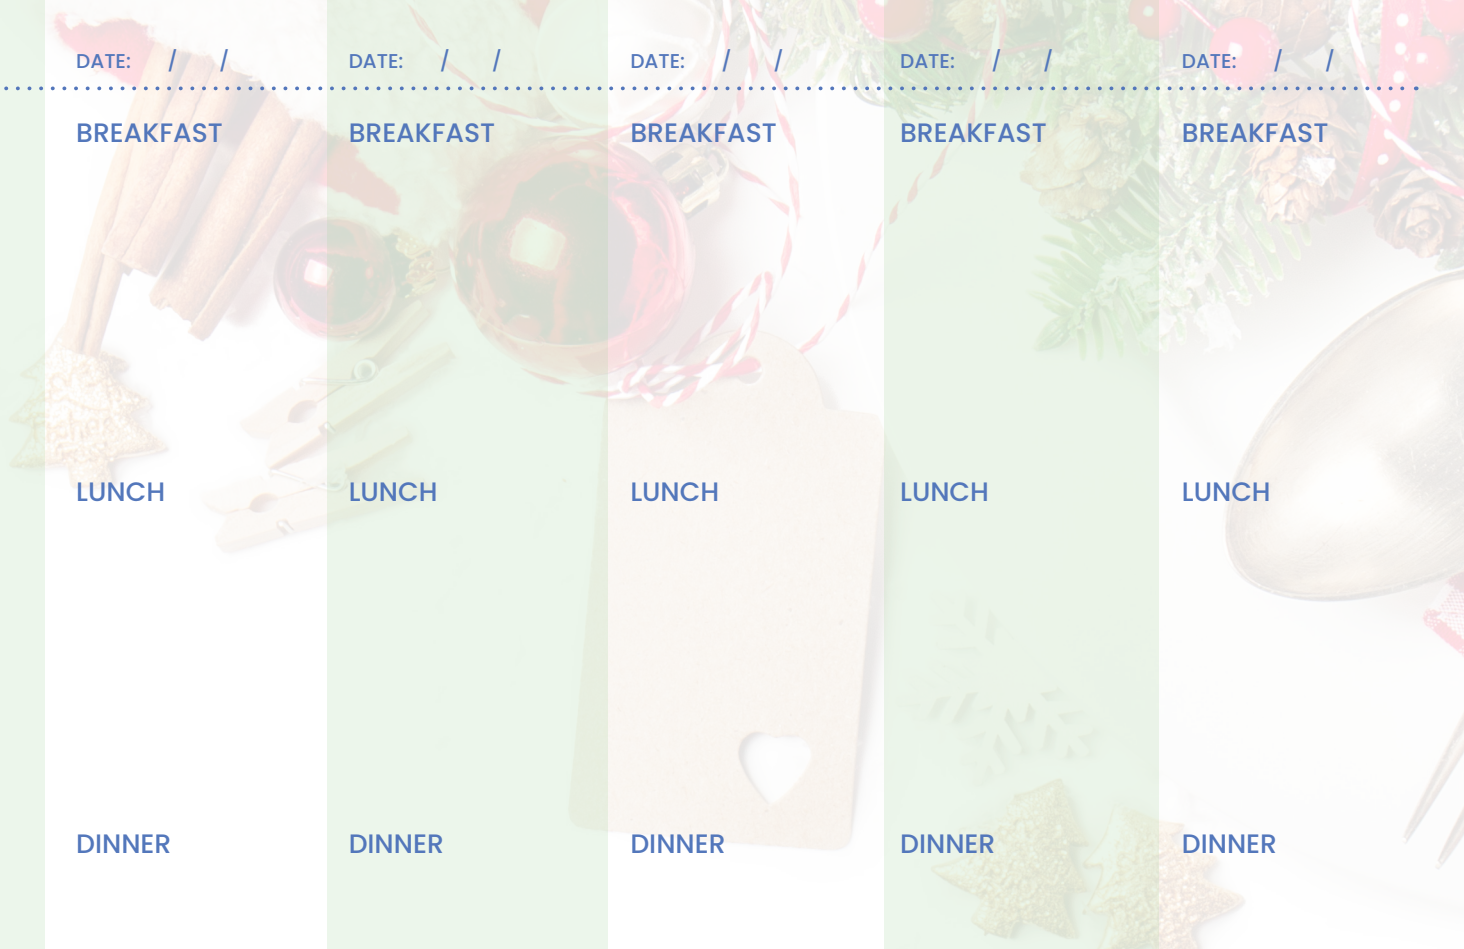 DATE: / / DATE: / / DATE: / / DATE: / / DATE: / /
BREAKFAST BREAKFAST BREAKFAST BREAKFAST BREAKFAST
LUNCH LUNCH LUNCH LUNCH LUNCH
DINNER DINNER DINNER DINNER DINNER